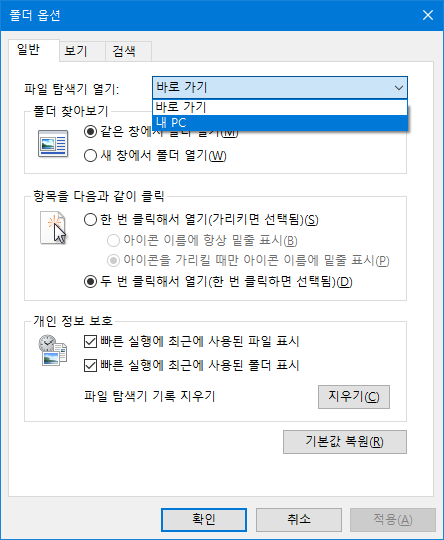 폴더 옵션
일반
보기
검색
파일 탐색기 열기:
바로 가기
바로 가기
내 PC
폴더 찾아보기
같은 창에서 폴더 열기(M)
새 창에서 폴더 열기(W)
항목을 다음과 같이 클릭
한 번 클릭해서 열기(가리키면 선택됨)(S)
아이콘 이름에 항상 밑줄 표시(B)
아이콘을 가리킬 때만 아이콘 이름에 밑줄 표시(P)
두 번 클릭해서 열기(한 번 클릭하면 선택됨)(D)
개인 정보 보호
빠른 실행에 최근에 사용된 파일 표시
빠른 실행에 최근에 사용된 폴더 표시
파일 탐색기 기록 지우기
지우기(C)
기본값 복원(R)
확인
취소
적용(A)